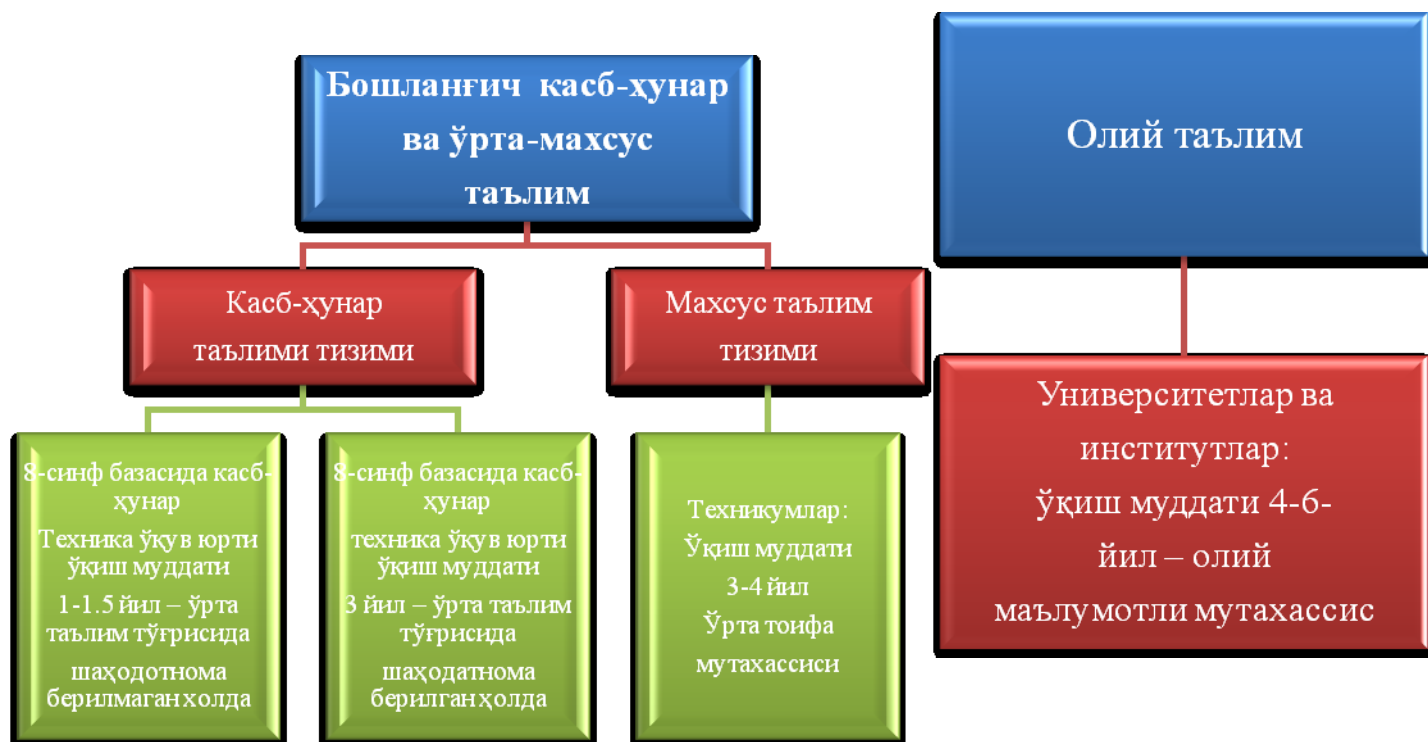 Бошланғич касб-ҳунар
ва ўрта-махсус
таълим
Олий таълим
Касб-ҳунар
таълими тизими
Махсус таълим
тизими
8-синф базасида касб-
ҳунар
Техника ўқув юрти
ўқиш муддати
1-1.5 йил – ўрта
таълим тўғрисида
шаҳодотнома
берилмаган холда
8-синф базасида касб-
ҳунар
техника ўқув юрти
ўқиш муддати
3 йил – ўрта таълим
тўғрисида
шаҳодатнома
берилган ҳолда
Техникумлар:
Ўқиш муддати
3-4 йил
Ўрта тоифа
мутахассиси
Университетлар ва
институтлар:
ўқиш муддати 4-6-
йил – олий
маълумотли мутахассис